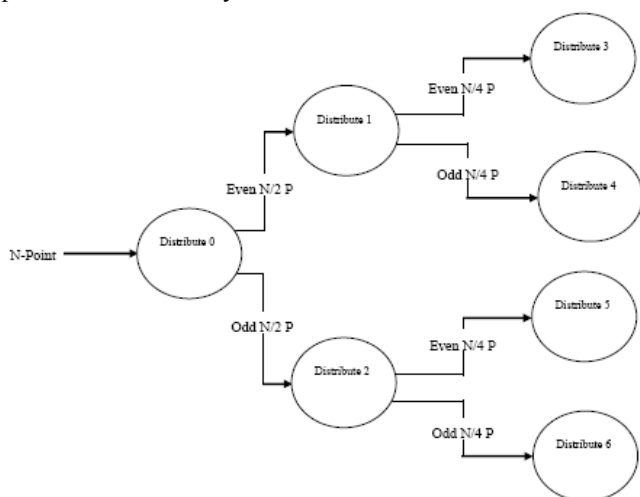 Distribute 3
Even N/4 P
Distribute 1
Even N/2 P
Odd N/4 P
Distribute 4
Distribute 0
N-Point
Distribute 5
Odd N/2 P
Even N/4 P
Distribute 2
Odd N/4 P
Distribute 6